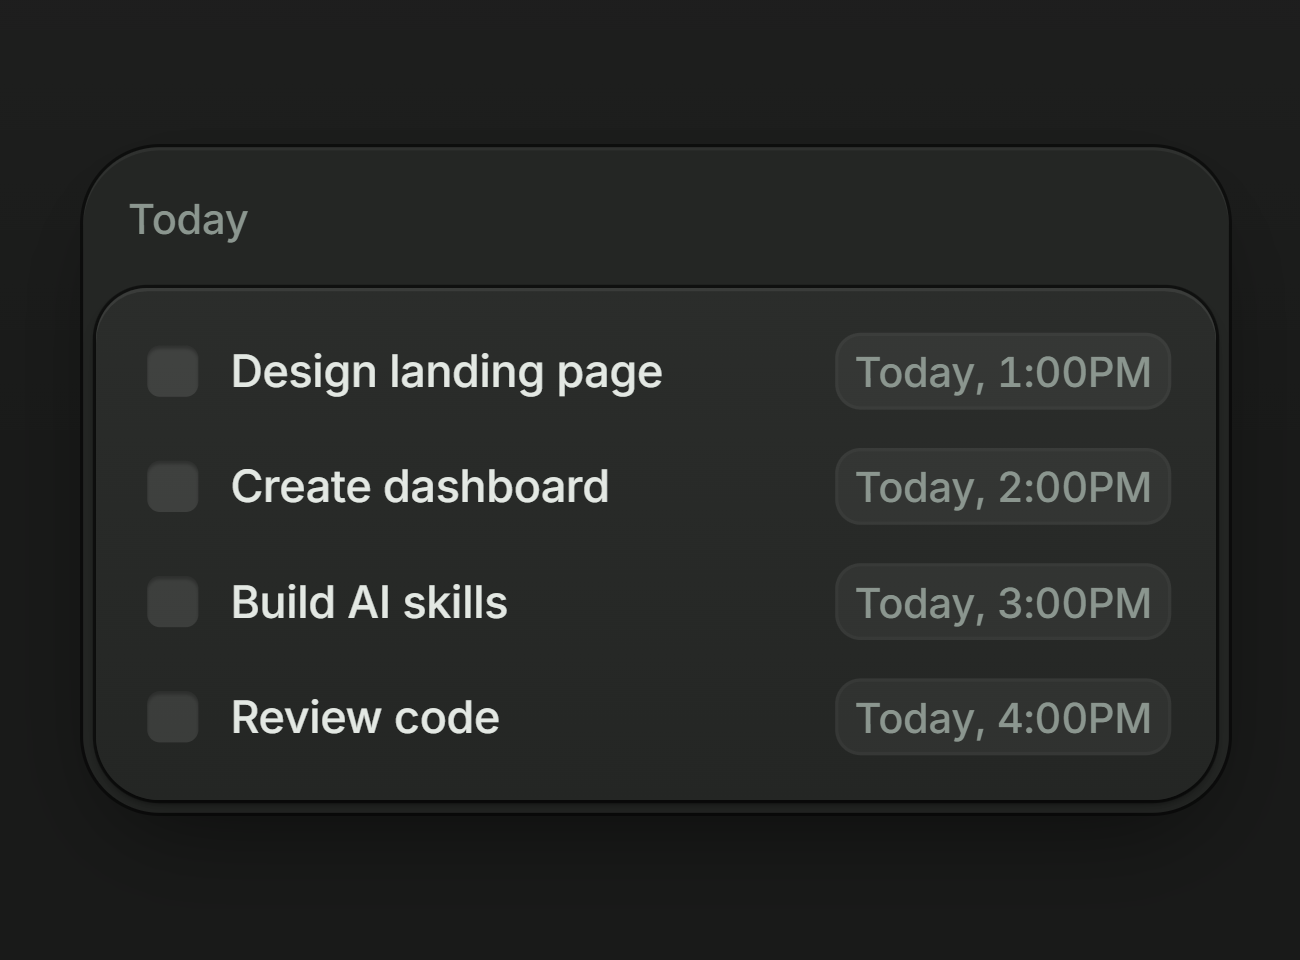 Today
Design landing page Today, 1:00PM
Create dashboard Today, 2:00PM
Build AI skills Today, 3:00PM
Review code Today, 4:00PM